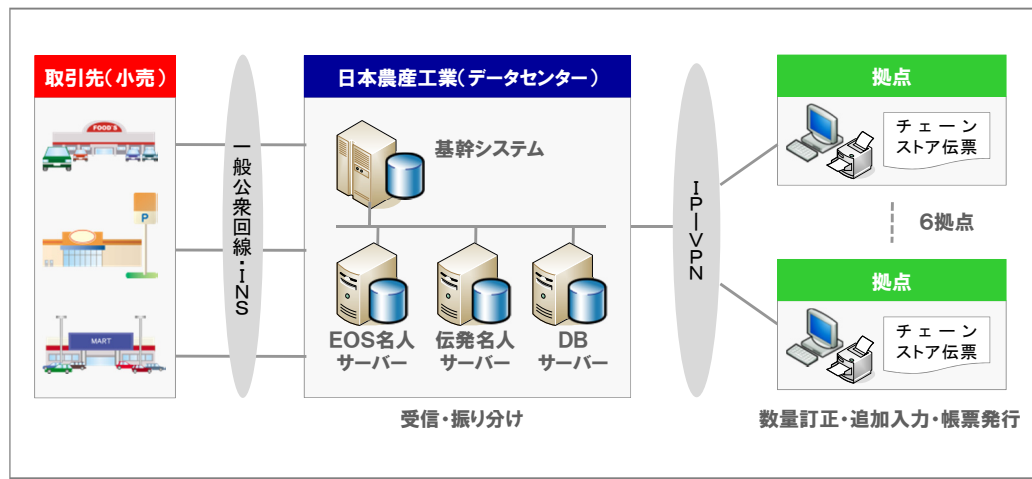 取引先(小売)
FOOD'S
P
MART
一般公衆回線・INS
日本農産工業(データセンター)
基幹システム
EOS名人
サーバー
伝発名人
サーバー
DB
サーバー
受信・振り分け
IP-VPN
拠点
チェーン
ストア伝票
6拠点
拠点
チェーン
ストア伝票
数量訂正・追加入力・帳票発行